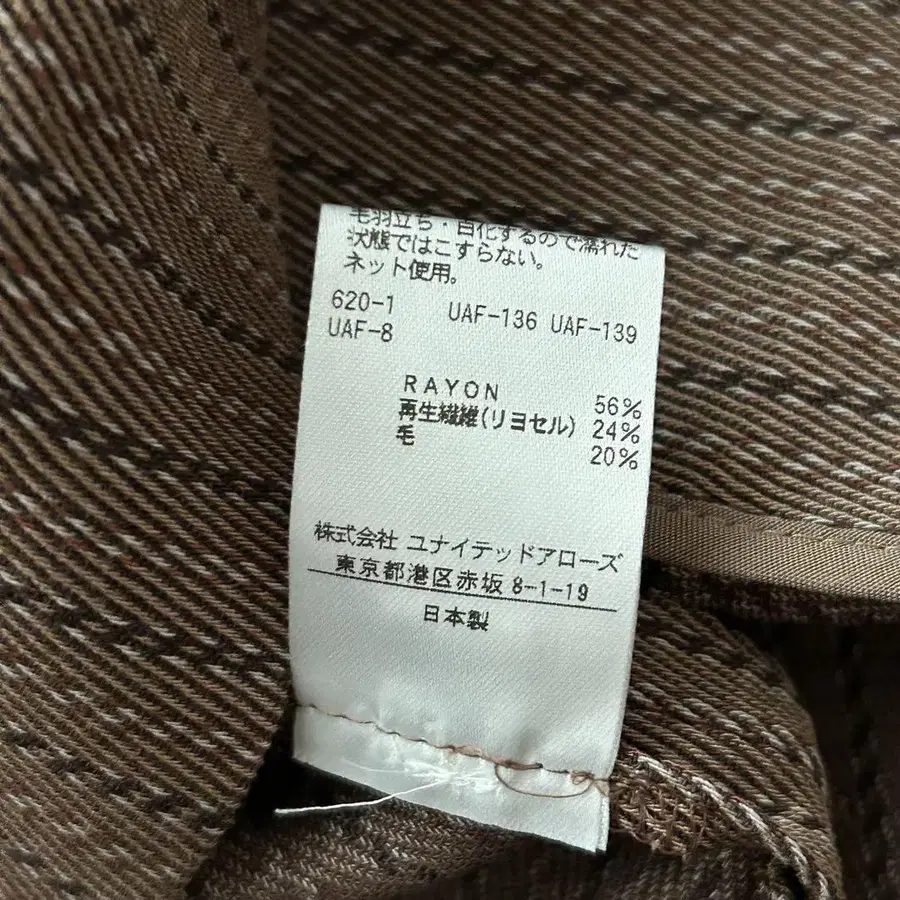 毛羽立ち・白化するので濡れた
状態ではこすらない。
ネット使用。
620-1 UAF-136 UAF-139
UAF-8
RAYON 56%
再生繊維(リヨセル) 24%
毛 20%
株式会社 ユナイテッドアローズ
東京都港区赤坂8-1-19
日本製